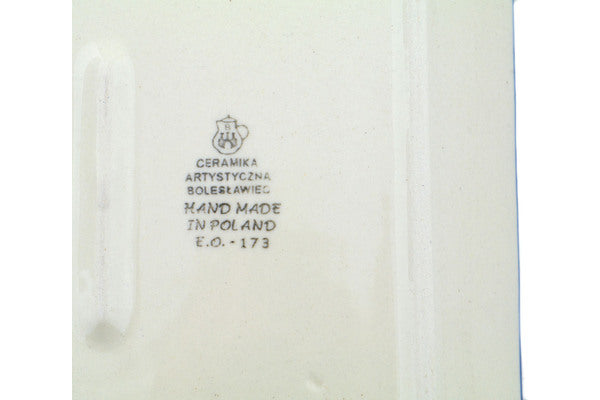 B
CERAMIKA
ARTYSTYCZNA
BOLESŁAWIEC
HAND MADE
IN POLAND
E.O. - 173